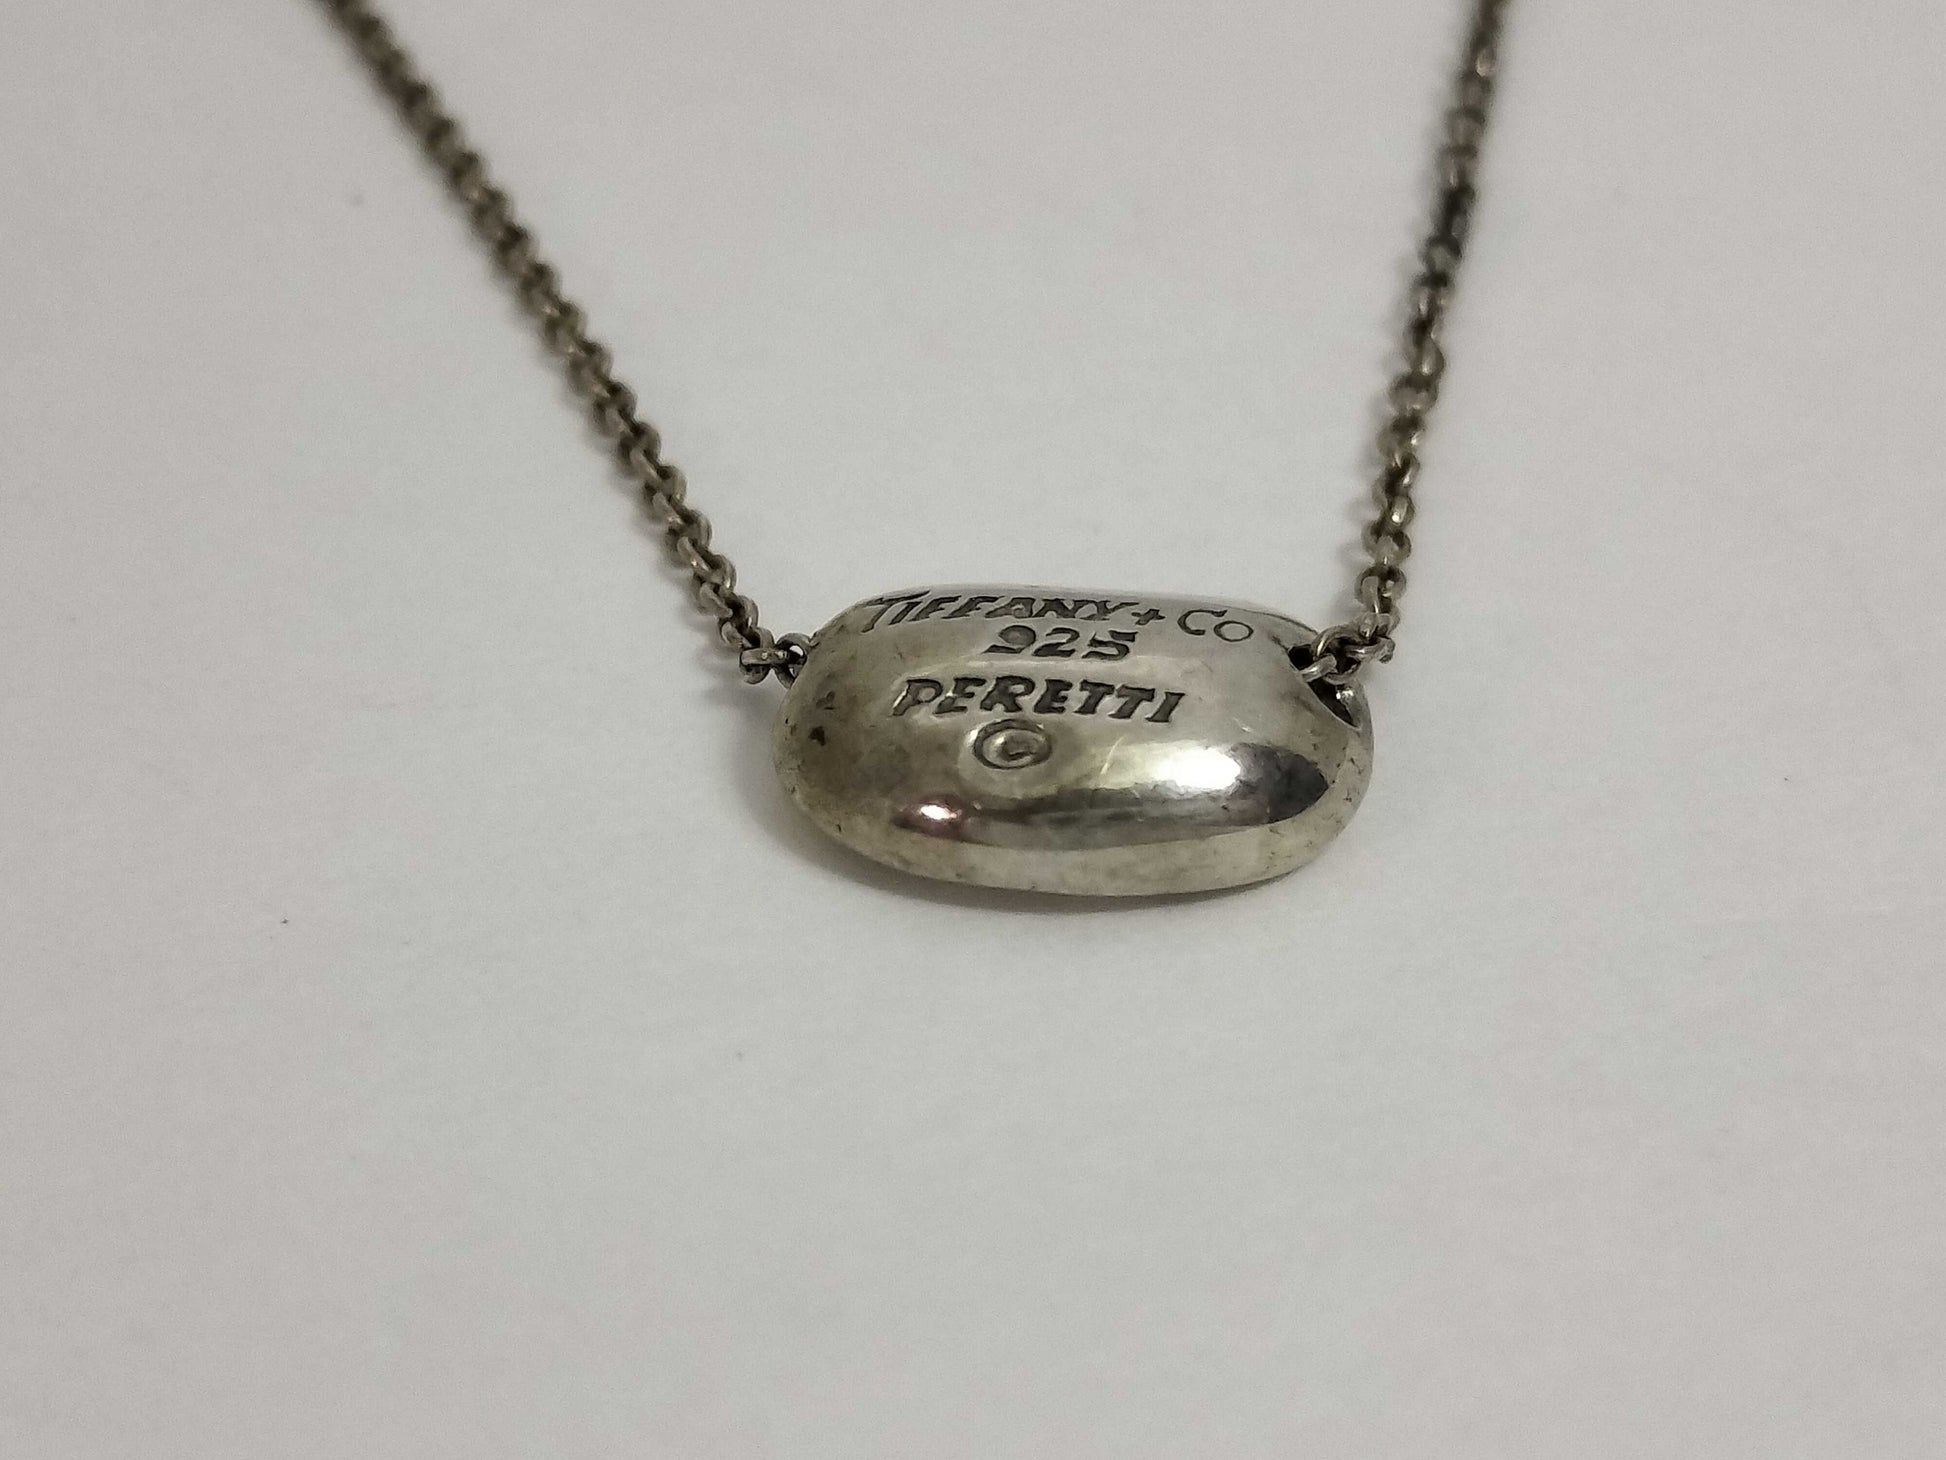 TIFFANY + CO
925
PERETTI
©